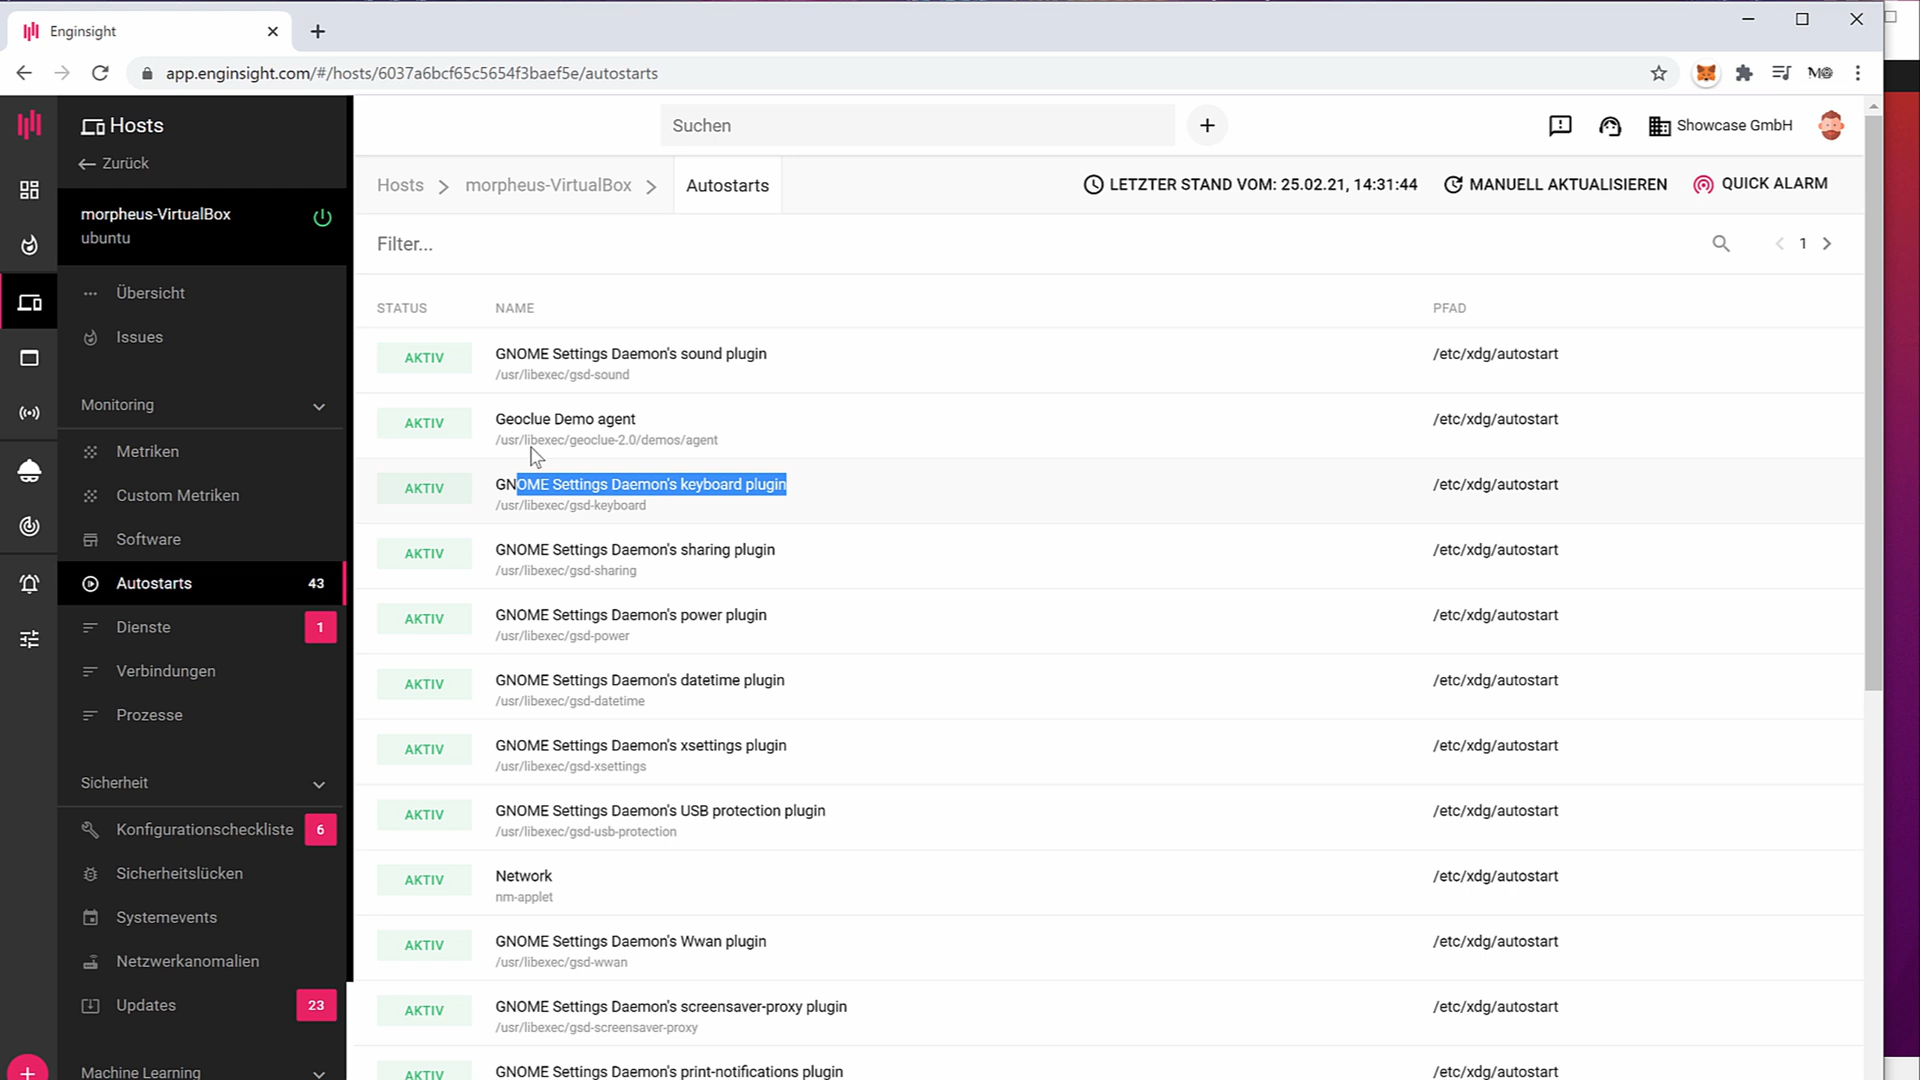 Enginsight
app.enginsight.com/#/hosts/6037a6bcf65c5654f3baef5e/autostarts
Hosts
Zurück
morpheus-VirtualBox
ubuntu
Übersicht
Issues
Monitoring
Metriken
Custom Metriken
Software
Autostarts 43
Dienste 1
Verbindungen
Prozesse
Sicherheit
Konfigurationscheckliste 6
Sicherheitslücken
Systemevents
Netzwerkanomalien
Updates 23
Machine Learning
Suchen
Showcase GmbH
Hosts morpheus-VirtualBox Autostarts
LETZTER STAND VOM: 25.02.21, 14:31:44 MANUELL AKTUALISIEREN QUICK ALARM
Filter...
1
STATUS NAME PFAD
AKTIV GNOME Settings Daemon's sound plugin /etc/xdg/autostart
/usr/libexec/gsd-sound
AKTIV Geoclue Demo agent /etc/xdg/autostart
/usr/libexec/geoclue-2.0/demos/agent
AKTIV GNOME Settings Daemon's keyboard plugin /etc/xdg/autostart
/usr/libexec/gsd-keyboard
AKTIV GNOME Settings Daemon's sharing plugin /etc/xdg/autostart
/usr/libexec/gsd-sharing
AKTIV GNOME Settings Daemon's power plugin /etc/xdg/autostart
/usr/libexec/gsd-power
AKTIV GNOME Settings Daemon's datetime plugin /etc/xdg/autostart
/usr/libexec/gsd-datetime
AKTIV GNOME Settings Daemon's xsettings plugin /etc/xdg/autostart
/usr/libexec/gsd-xsettings
AKTIV GNOME Settings Daemon's USB protection plugin /etc/xdg/autostart
/usr/libexec/gsd-usb-protection
AKTIV Network /etc/xdg/autostart
nm-applet
AKTIV GNOME Settings Daemon's Wwan plugin /etc/xdg/autostart
/usr/libexec/gsd-wwan
AKTIV GNOME Settings Daemon's screensaver-proxy plugin /etc/xdg/autostart
/usr/libexec/gsd-screensaver-proxy
AKTIV GNOME Settings Daemon's print-notifications plugin /etc/xdg/autostart